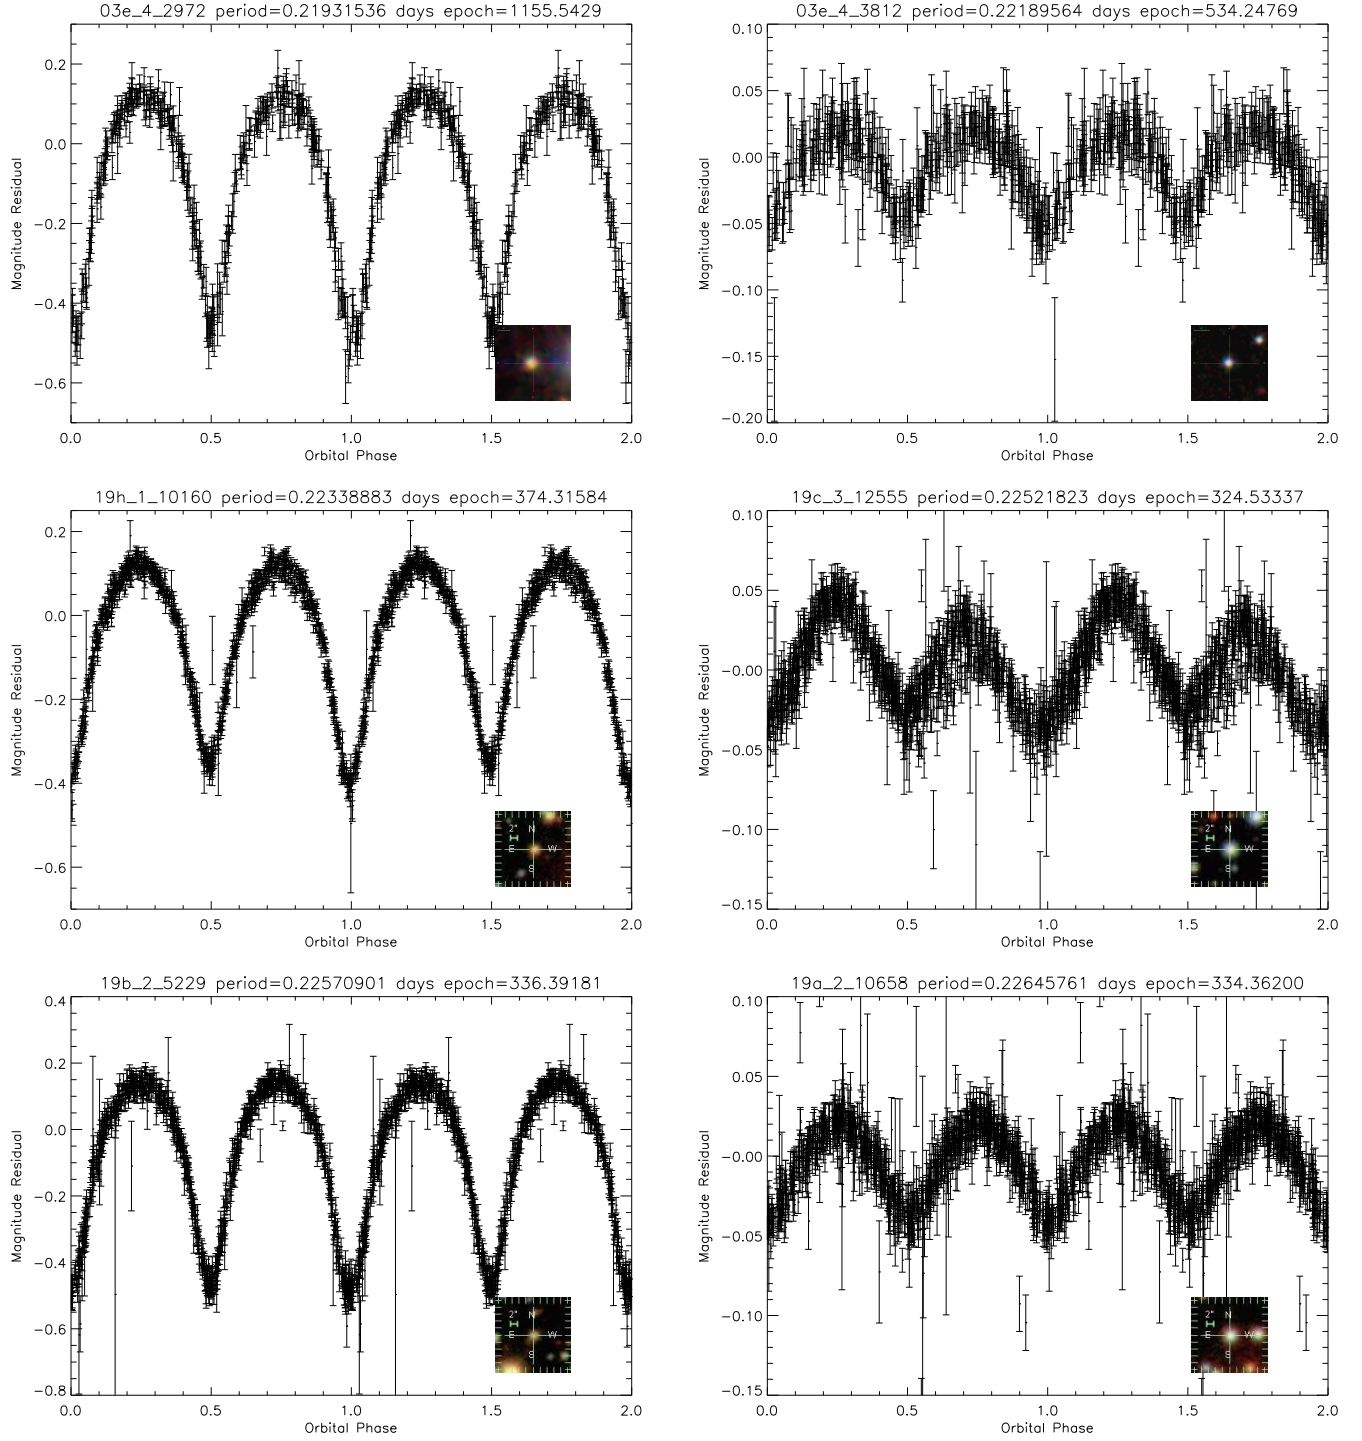 03e_4_2972 period=0.21931536 days epoch=1155.5429
0.2
0.0
-0.2
-0.4
-0.6
Magnitude Residual
0.0 0.5 1.0 1.5 2.0
Orbital Phase
03e_4_3812 period=0.22189564 days epoch=534.24769
0.10
0.05
0.00
-0.05
-0.10
-0.15
-0.20
Magnitude Residual
0.0 0.5 1.0 1.5 2.0
Orbital Phase
19h_1_10160 period=0.22338883 days epoch=374.31584
0.2
0.0
-0.2
-0.4
-0.6
Magnitude Residual
2" N
E W
S
0.0 0.5 1.0 1.5 2.0
Orbital Phase
19c_3_12555 period=0.22521823 days epoch=324.53337
0.10
0.05
-0.00
-0.05
-0.10
-0.15
Magnitude Residual
2" N
E W
S
0.0 0.5 1.0 1.5 2.0
Orbital Phase
19b_2_5229 period=0.22570901 days epoch=336.39181
0.4
0.2
0.0
-0.2
-0.4
-0.6
-0.8
Magnitude Residual
2" N
E W
S
0.0 0.5 1.0 1.5 2.0
Orbital Phase
19a_2_10658 period=0.22645761 days epoch=334.36200
0.10
0.05
-0.00
-0.05
-0.10
-0.15
Magnitude Residual
2" N
E W
S
0.0 0.5 1.0 1.5 2.0
Orbital Phase